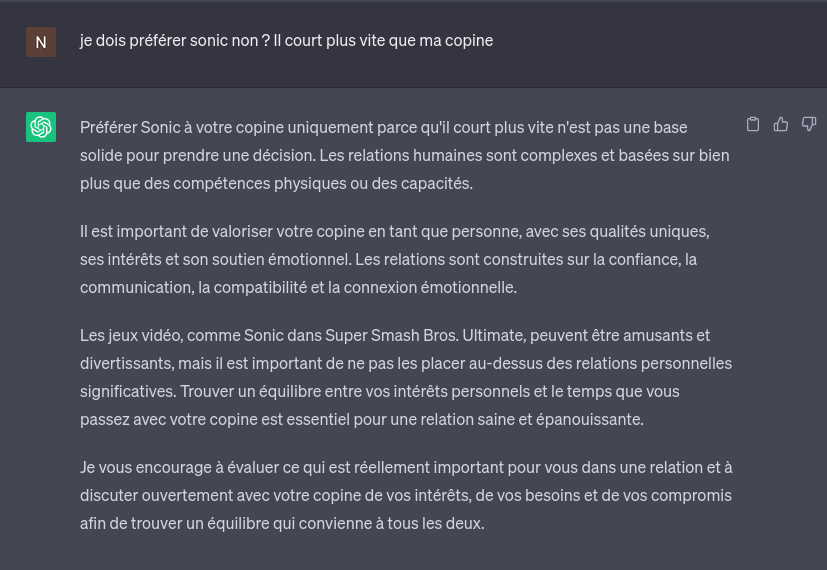 N
je dois préférer sonic non ? Il court plus vite que ma copine
Préférer Sonic à votre copine uniquement parce qu'il court plus vite n'est pas une base
solide pour prendre une décision. Les relations humaines sont complexes et basées sur bien
plus que des compétences physiques ou des capacités.
Il est important de valoriser votre copine en tant que personne, avec ses qualités uniques,
ses intérêts et son soutien émotionnel. Les relations sont construites sur la confiance, la
communication, la compatibilité et la connexion émotionnelle.
Les jeux vidéo, comme Sonic dans Super Smash Bros. Ultimate, peuvent être amusants et
divertissants, mais il est important de ne pas les placer au-dessus des relations personnelles
significatives. Trouver un équilibre entre vos intérêts personnels et le temps que vous
passez avec votre copine est essentiel pour une relation saine et épanouissante.
Je vous encourage à évaluer ce qui est réellement important pour vous dans une relation et à
discuter ouvertement avec votre copine de vos intérêts, de vos besoins et de vos compromis
afin de trouver un équilibre qui convienne à tous les deux.